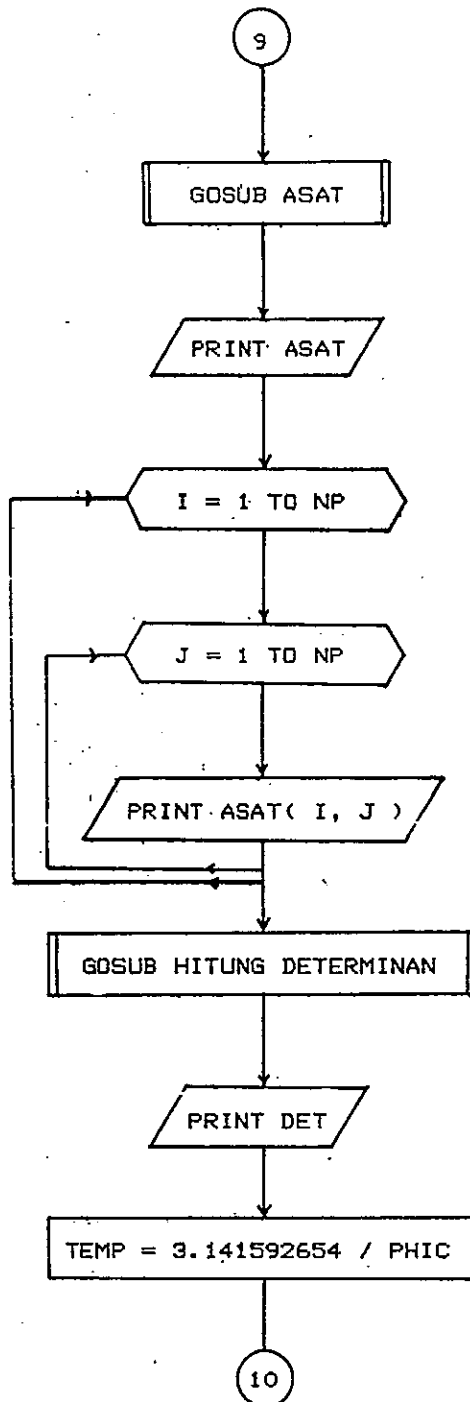 9
GOSUB ASAT
PRINT ASAT
I = 1 TO NP
J = 1 TO NP
PRINT ASAT( I, J )
GOSUB HITUNG DETERMINAN
PRINT DET
TEMP = 3.141592654 / PHIC
10